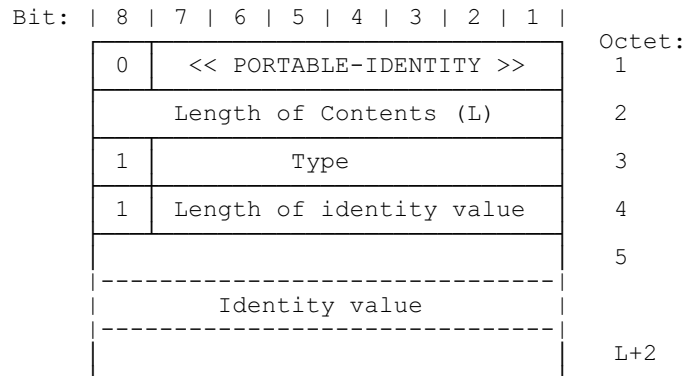 Bit: | 8 | 7 | 6 | 5 | 4 | 3 | 2 | 1 |
Octet:
0 << PORTABLE-IDENTITY >> 1
Length of Contents (L) 2
1 Type 3
1 Length of identity value 4
5
Identity value
L+2